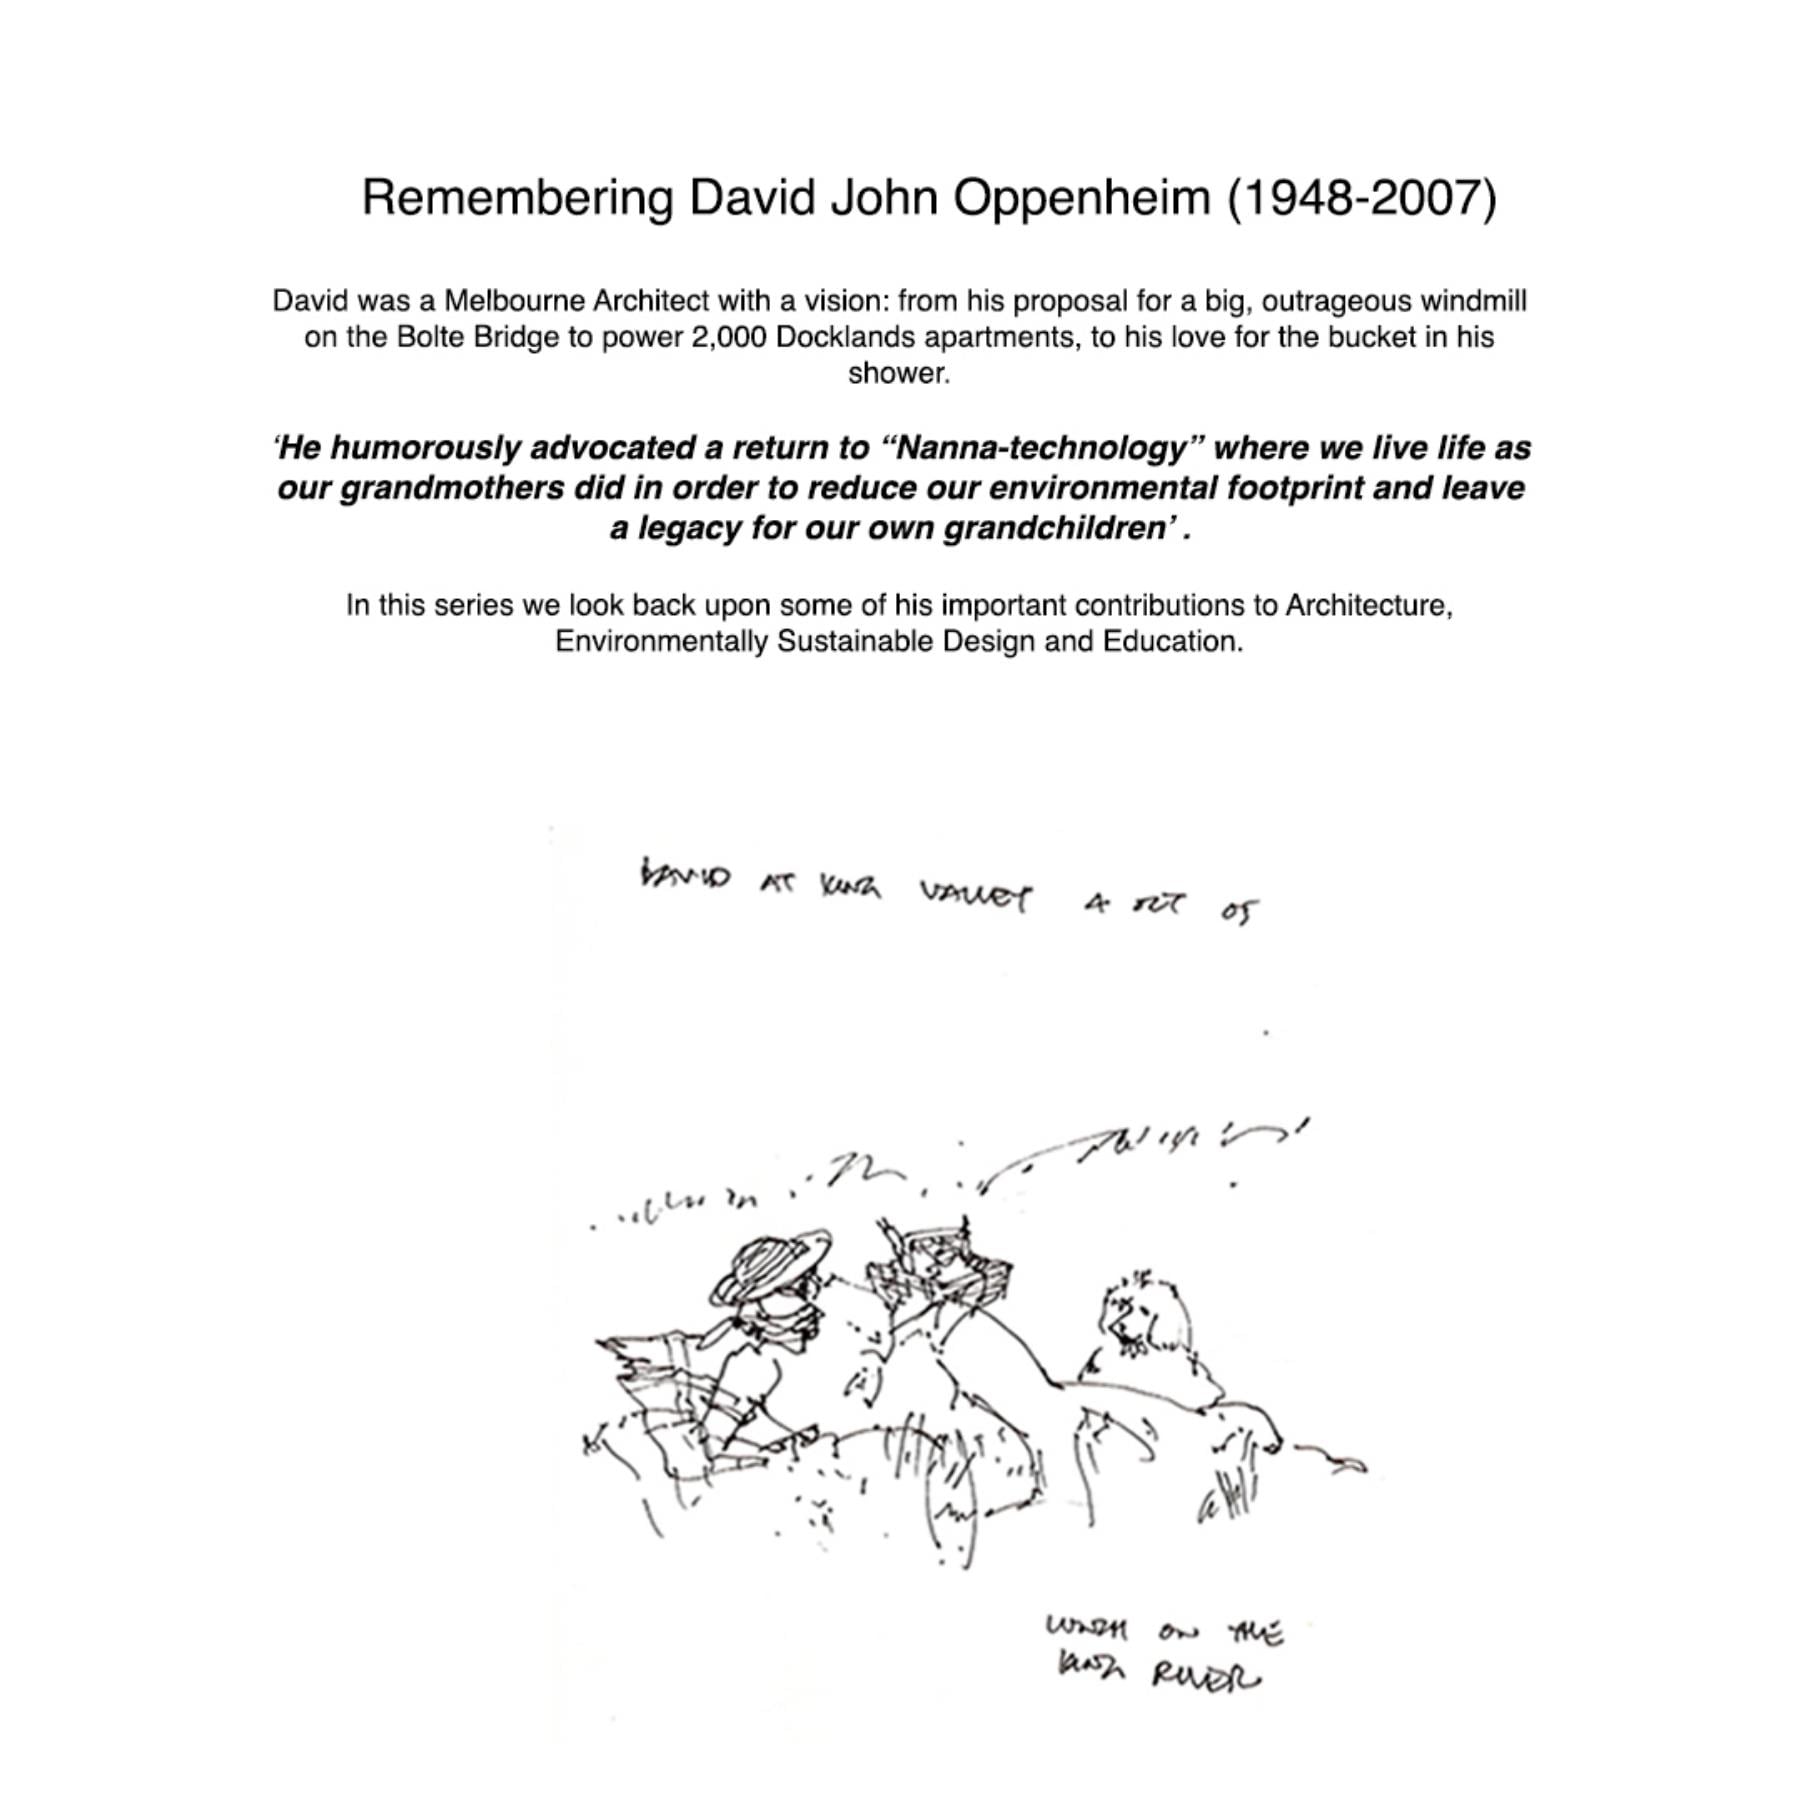 Remembering David John Oppenheim (1948-2007)
David was a Melbourne Architect with a vision: from his proposal for a big, outrageous windmill
on the Bolte Bridge to power 2,000 Docklands apartments, to his love for the bucket in his
shower.
‘He humorously advocated a return to “Nanna-technology” where we live life as
our grandmothers did in order to reduce our environmental footprint and leave
a legacy for our own grandchildren’ .
In this series we look back upon some of his important contributions to Architecture,
Environmentally Sustainable Design and Education.
DAVID AT KING VALLEY 4 OCT 05
LUNCH ON THE
KING RIVER